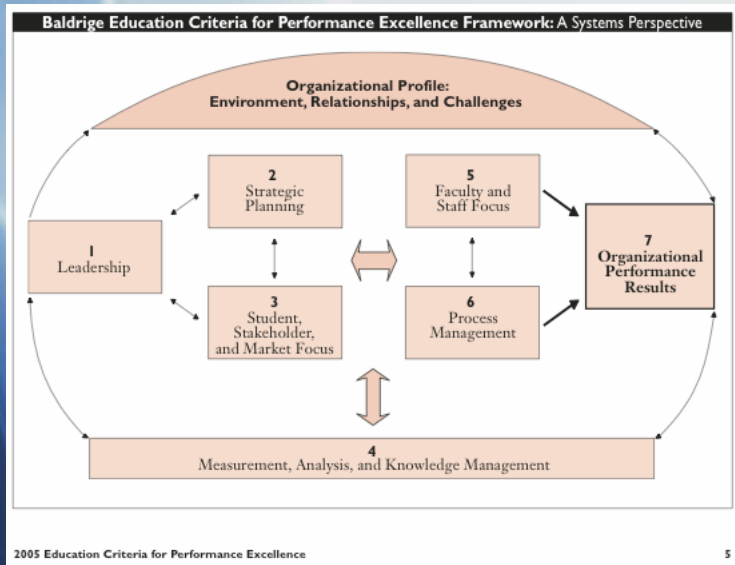 Baldrige Education Criteria for Performance Excellence Framework: A Systems Perspective
Organizational Profile:
Environment, Relationships, and Challenges
2
Strategic
Planning
5
Faculty and
Staff Focus
1
Leadership
7
Organizational
Performance
Results
3
Student,
Stakeholder,
and Market Focus
6
Process
Management
4
Measurement, Analysis, and Knowledge Management
2005 Education Criteria for Performance Excellence
5